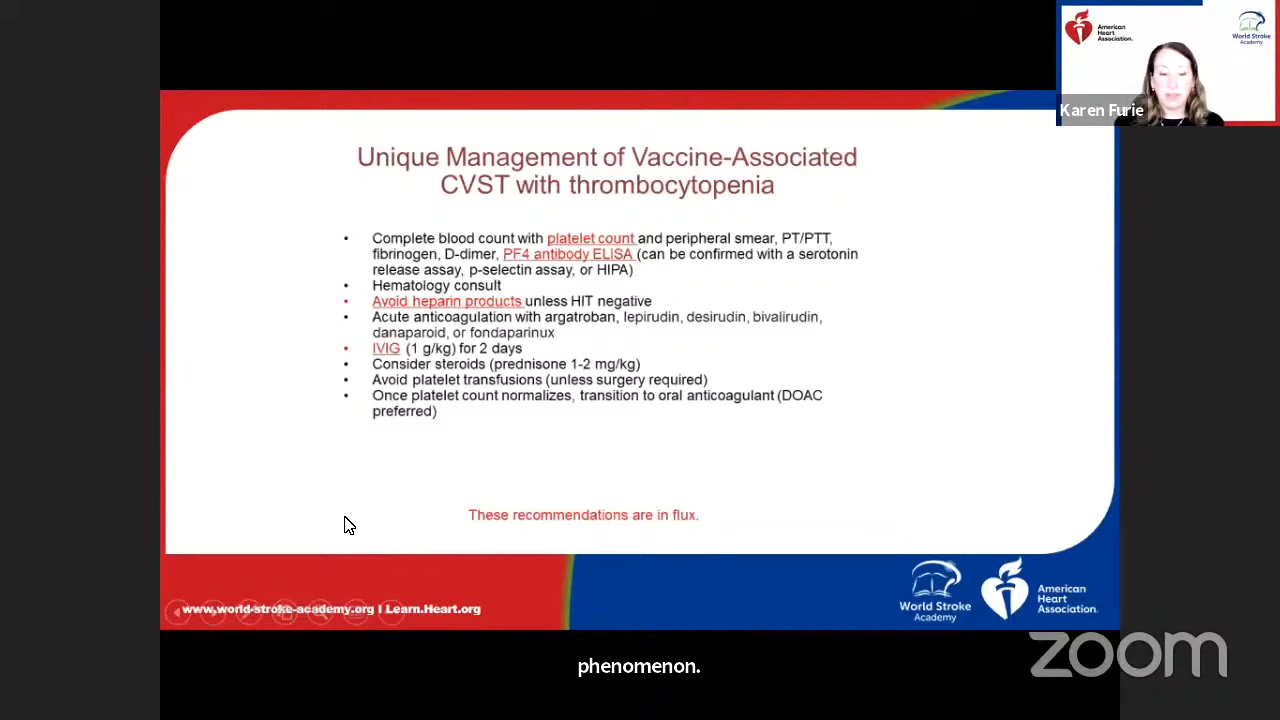 American
Heart
Association.
World Stroke
Academy
Karen Furie
Unique Management of Vaccine-Associated
CVST with thrombocytopenia
• Complete blood count with platelet count and peripheral smear, PT/PTT,
fibrinogen, D-dimer, PF4 antibody ELISA (can be confirmed with a serotonin
release assay, p-selectin assay, or HIPA)
• Hematology consult
• Avoid heparin products unless HIT negative
• Acute anticoagulation with argatroban, lepirudin, desirudin, bivalirudin,
danaparoid, or fondaparinux
• IVIG (1 g/kg) for 2 days
• Consider steroids (prednisone 1-2 mg/kg)
• Avoid platelet transfusions (unless surgery required)
• Once platelet count normalizes, transition to oral anticoagulant (DOAC
preferred)
These recommendations are in flux.
www.world-stroke-academy.org I Learn.Heart.org
World Stroke
Academy
American
Heart
Association.
phenomenon.
zoom